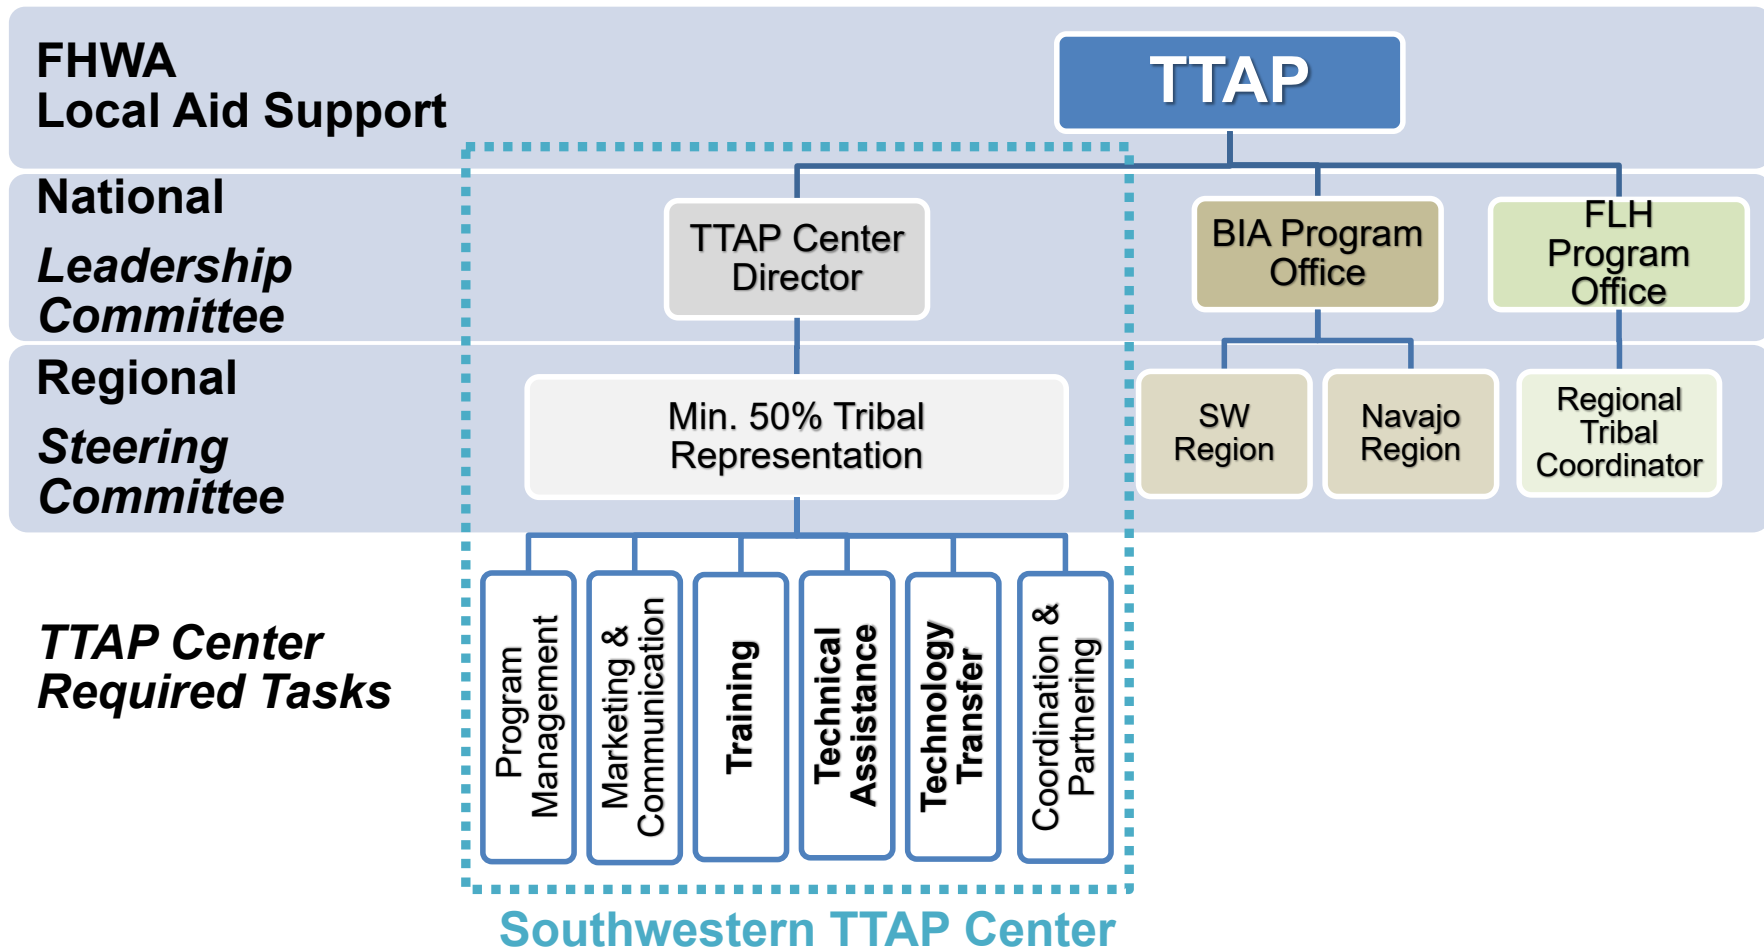 FHWA
Local Aid Support
TTAP
National
Leadership
Committee
TTAP Center
Director
BIA Program
Office
FLH
Program
Office
Regional
Steering
Committee
Min. 50% Tribal
Representation
SW
Region
Navajo
Region
Regional
Tribal
Coordinator
TTAP Center
Required Tasks
Program
Management
Marketing &
Communication
Training
Technical
Assistance
Technology
Transfer
Coordination &
Partnering
Southwestern TTAP Center